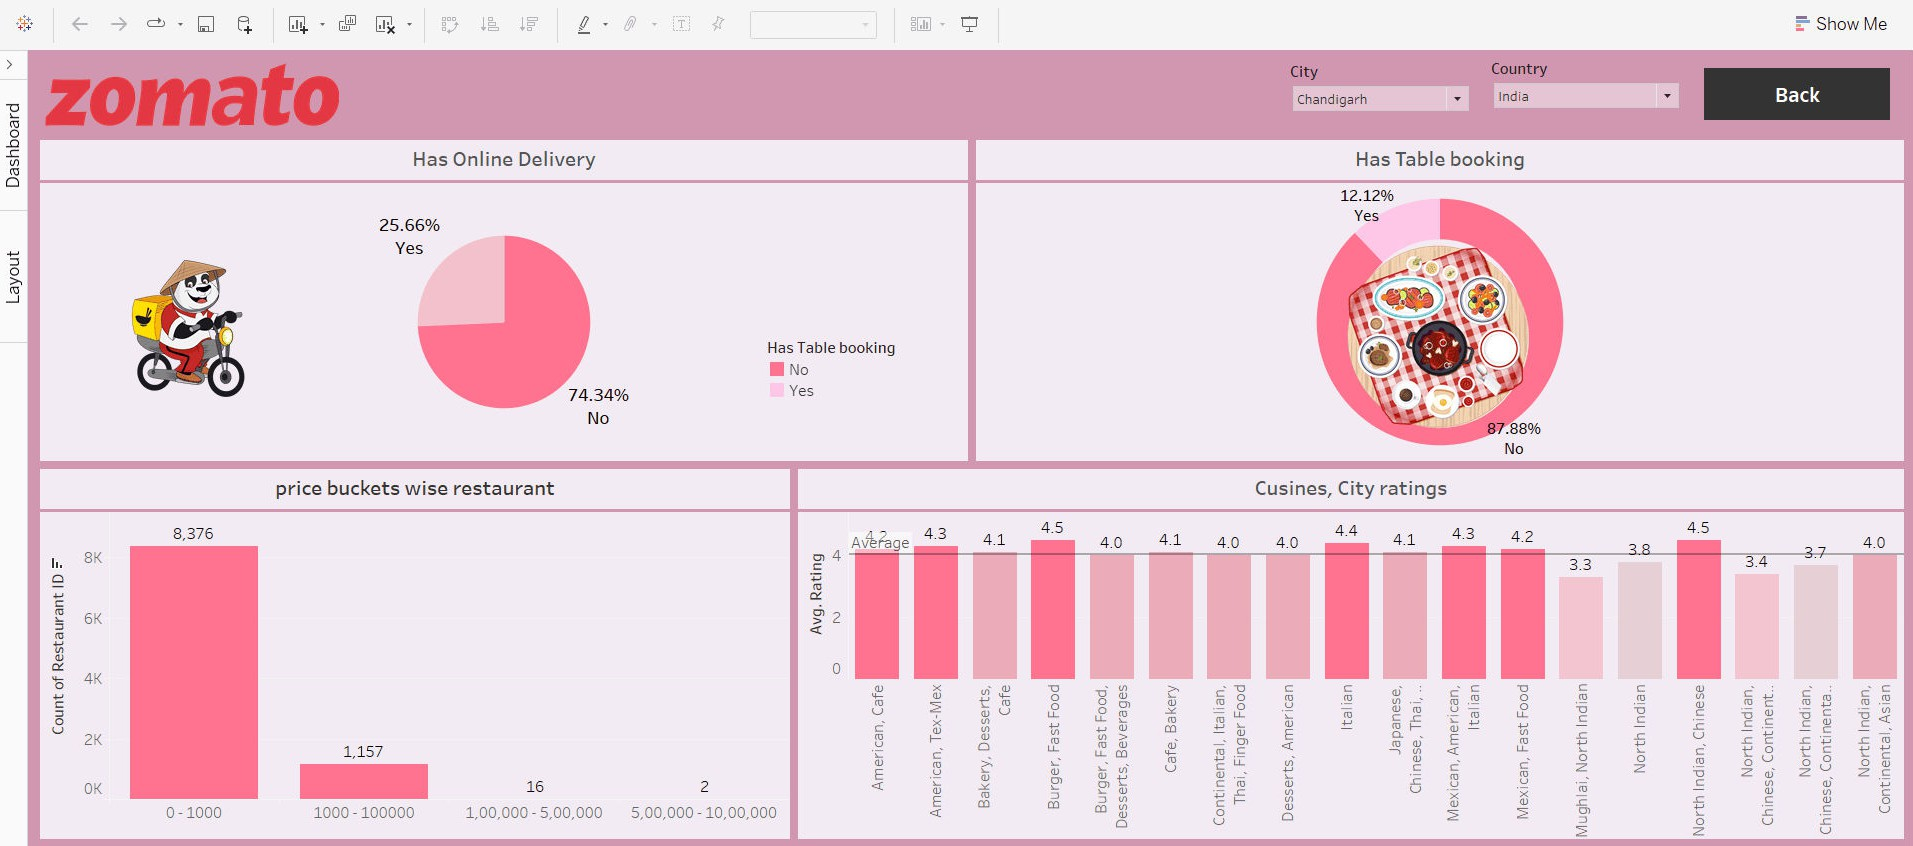 Show Me
Dashboard
Layout
zomato
City
Chandigarh
Country
India
Back
Has Online Delivery
25.66%
Yes
74.34%
No
Has Table booking
No
Yes
Has Table booking
12.12%
Yes
87.88%
No
price buckets wise restaurant
Count of Restaurant ID
8K
6K
4K
2K
0K
8,376
1,157
16
2
0 - 1000
1000 - 100000
1,00,000 - 5,00,000
5,00,000 - 10,00,000
Cusines, City ratings
Avg. Rating
4
2
0
Average
4.2
4.3
4.1
4.5
4.0
4.1
4.0
4.0
4.4
4.1
4.3
4.2
3.3
3.8
4.5
3.4
3.7
4.0
American, Cafe
American, Tex-Mex
Bakery, Desserts,
Cafe
Burger, Fast Food
Burger, Fast Food,
Desserts, Beverages
Cafe, Bakery
Continental, Italian,
Thai, Finger Food
Desserts, American
Italian
Japanese,
Chinese, Thai, ..
Mexican, American,
Italian
Mexican, Fast Food
Mughlai, North Indian
North Indian
North Indian, Chinese
North Indian,
Chinese, Continent..
North Indian,
Chinese, Continenta..
North Indian,
Continental, Asian